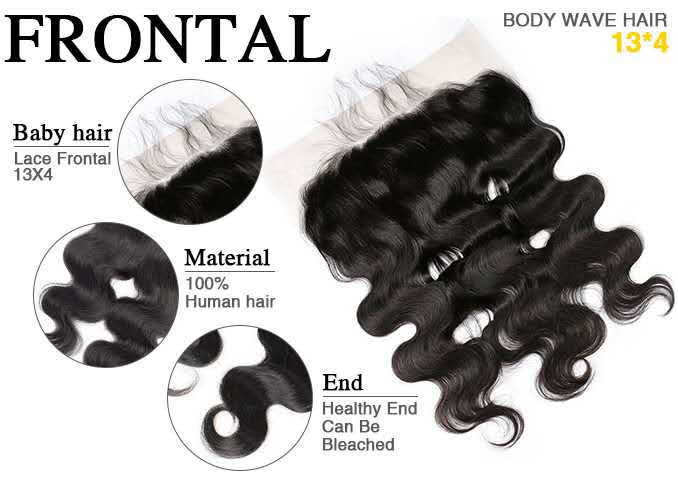 FRONTAL
BODY WAVE HAIR
13*4
Baby hair
Lace Frontal
13X4
Material
100%
Human hair
End
Healthy End
Can Be
Bleached